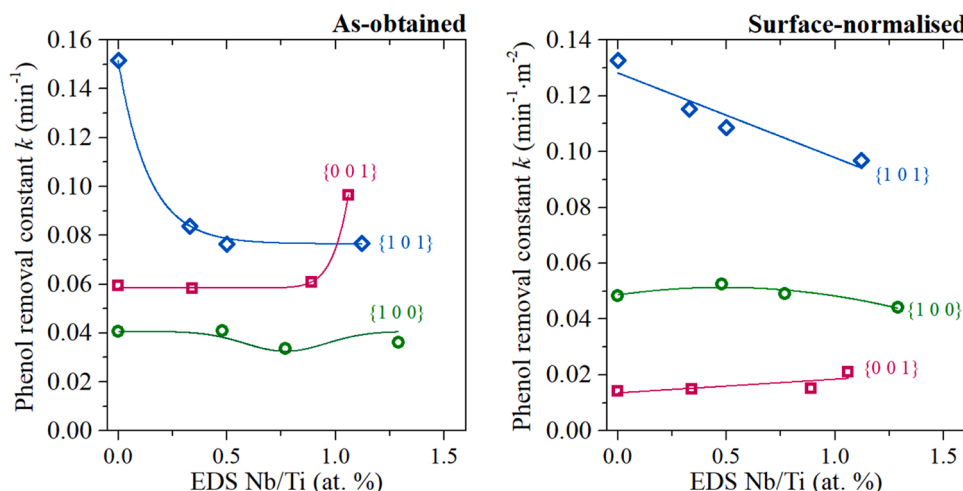 As-obtained
Phenol removal constant k (min⁻¹)
0.16
0.14
0.12
0.10
0.08
0.06
0.04
0.02
0.00
{0 0 1}
{1 0 1}
{1 0 0}
0.0 0.5 1.0 1.5
EDS Nb/Ti (at. %)
Surface-normalised
Phenol removal constant k (min⁻¹·m⁻²)
0.14
0.12
0.10
0.08
0.06
0.04
0.02
0.00
{1 0 1}
{1 0 0}
{0 0 1}
0.0 0.5 1.0 1.5
EDS Nb/Ti (at. %)